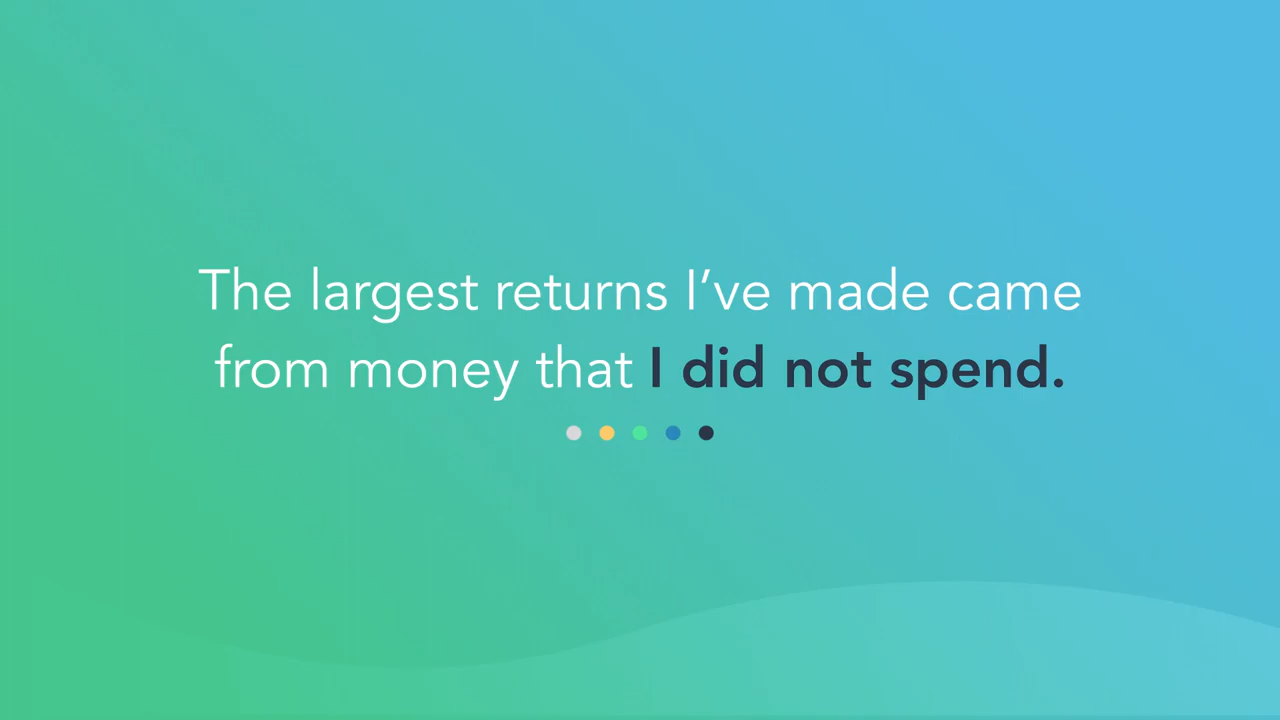 The largest returns I’ve made came
from money that I did not spend.